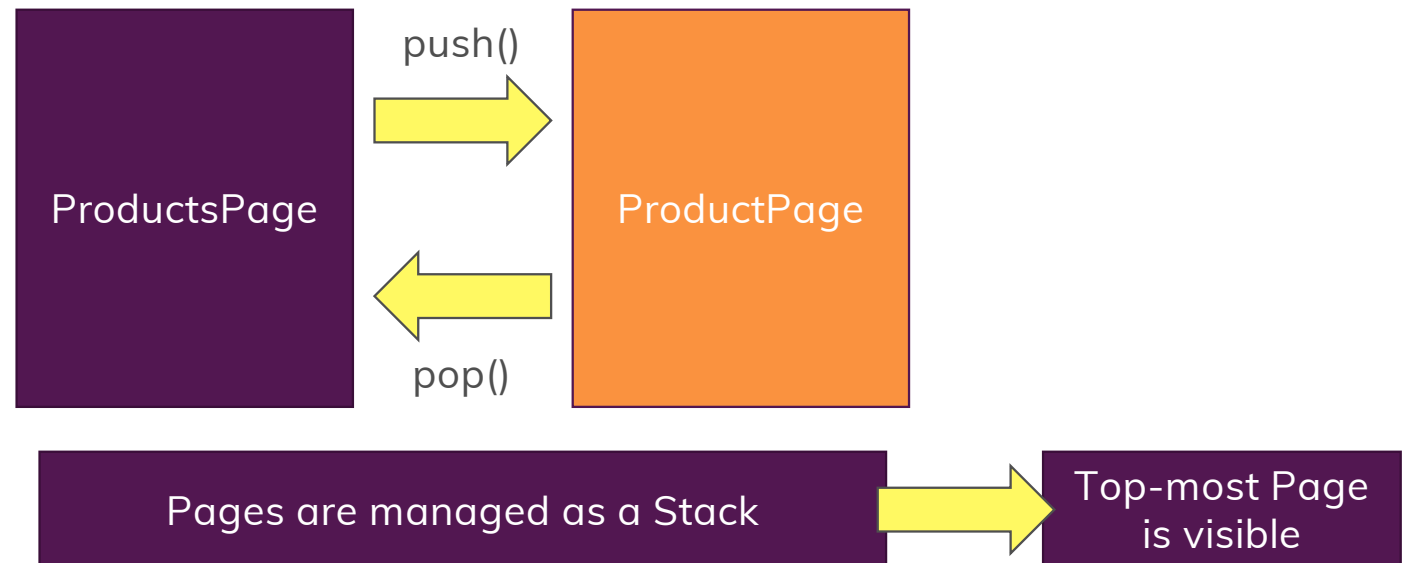 push()
ProductsPage
ProductPage
pop()
Pages are managed as a Stack
Top-most Page
is visible